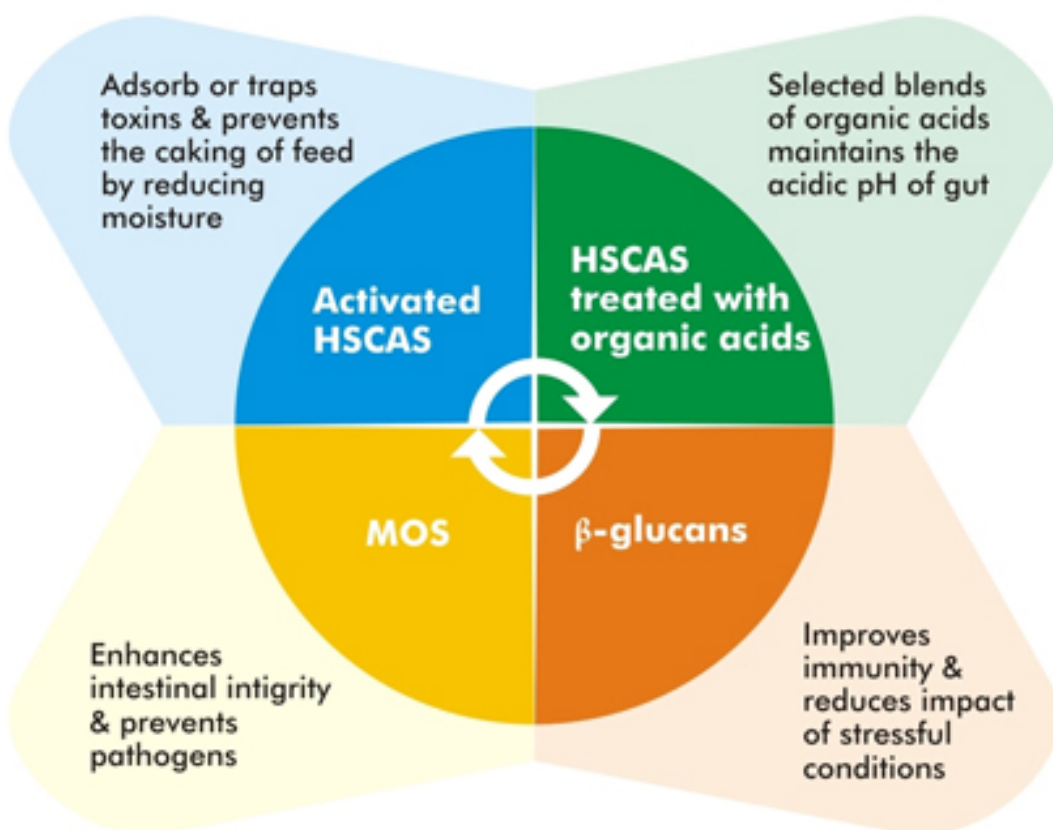 Adsorb or traps
toxins & prevents
the caking of feed
by reducing
moisture
Selected blends
of organic acids
maintains the
acidic pH of gut
Activated
HSCAS
HSCAS
treated with
organic acids
MOS
β-glucans
Enhances
intestinal intigrity
& prevents
pathogens
Improves
immunity &
reduces impact
of stressful
conditions